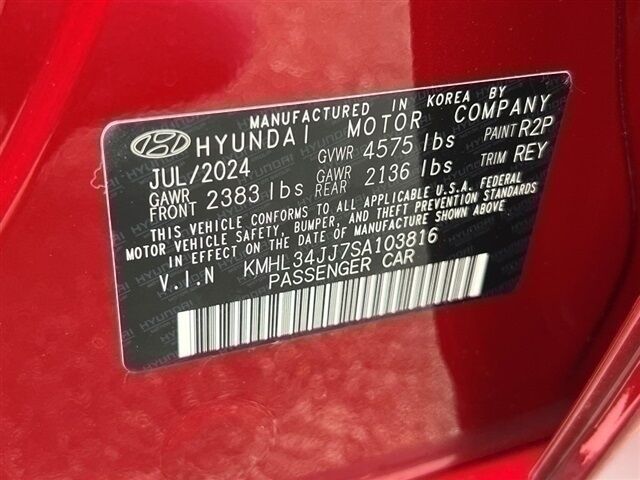 MANUFACTURED IN KOREA BY
HYUNDAI MOTOR COMPANY
JUL/2024 GVWR 4575 lbs PAINT R2P
GAWR FRONT 2383 lbs GAWR REAR 2136 lbs TRIM REY
THIS VEHICLE CONFORMS TO ALL APPLICABLE U.S.A. FEDERAL
MOTOR VEHICLE SAFETY, BUMPER, AND THEFT PREVENTION STANDARDS
IN EFFECT ON THE DATE OF MANUFACTURE SHOWN ABOVE
V.I.N KMHL34JJ7SA103816
PASSENGER CAR